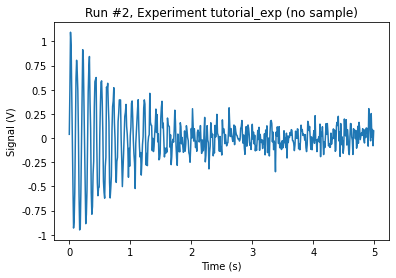 Run #2, Experiment tutorial_exp (no sample)
Signal (V)
1
0.75
0.5
0.25
0
-0.25
-0.5
-0.75
-1
0 1 2 3 4 5
Time (s)